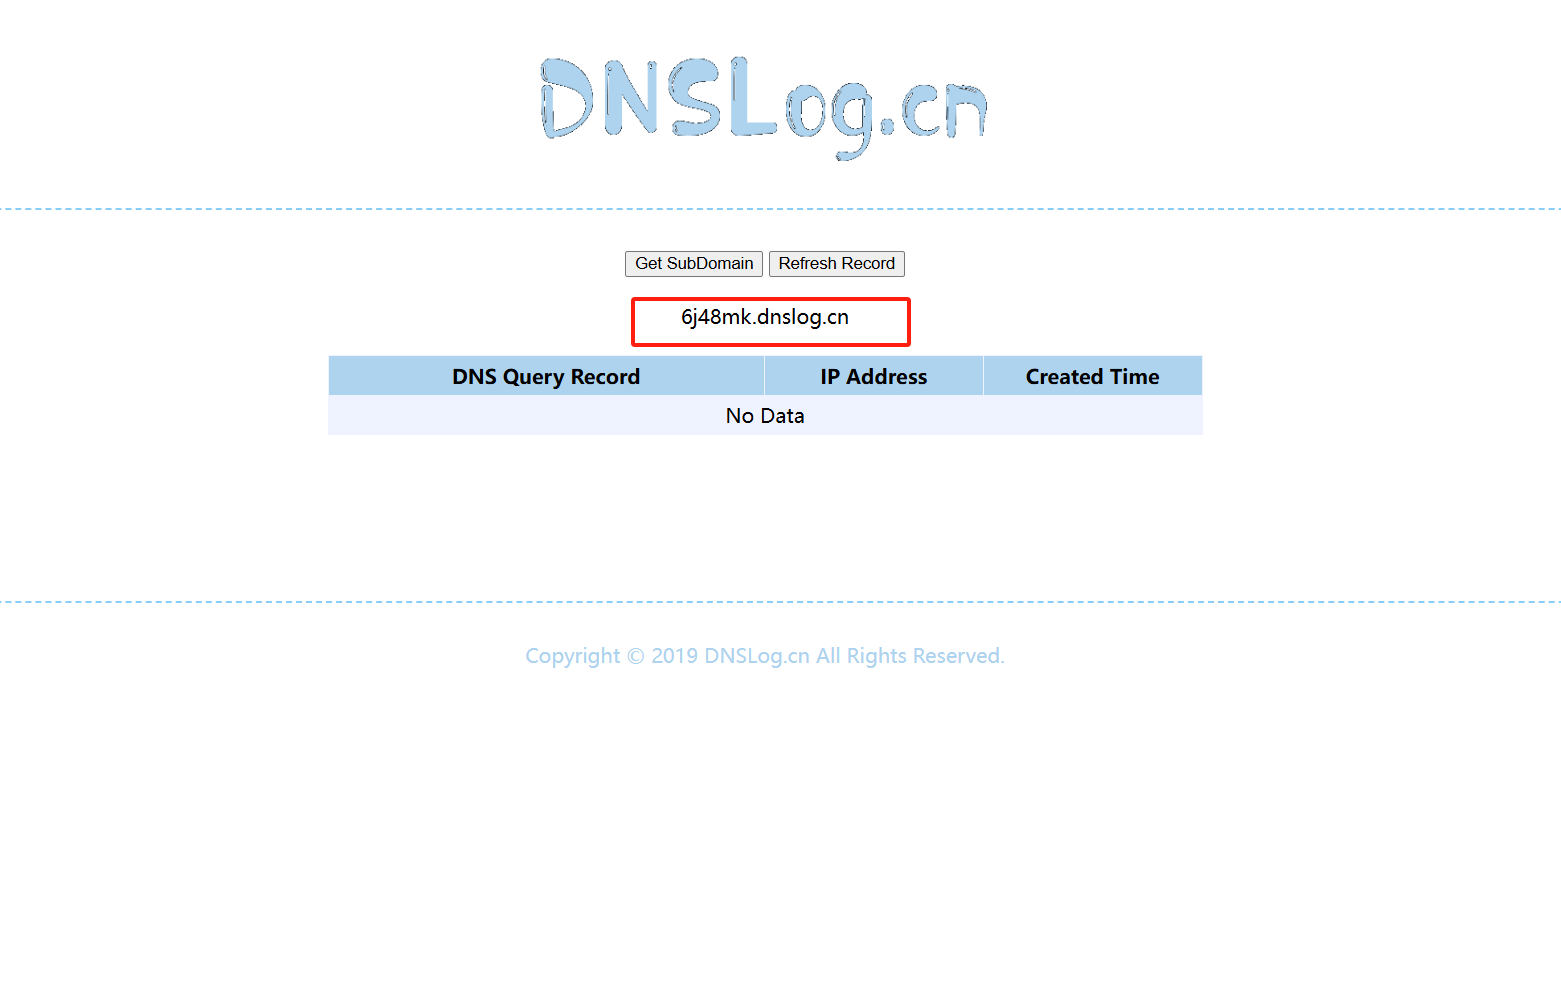 DNSLog.cn
Get SubDomain Refresh Record
6j48mk.dnslog.cn
DNS Query Record IP Address Created Time
No Data
Copyright © 2019 DNSLog.cn All Rights Reserved.